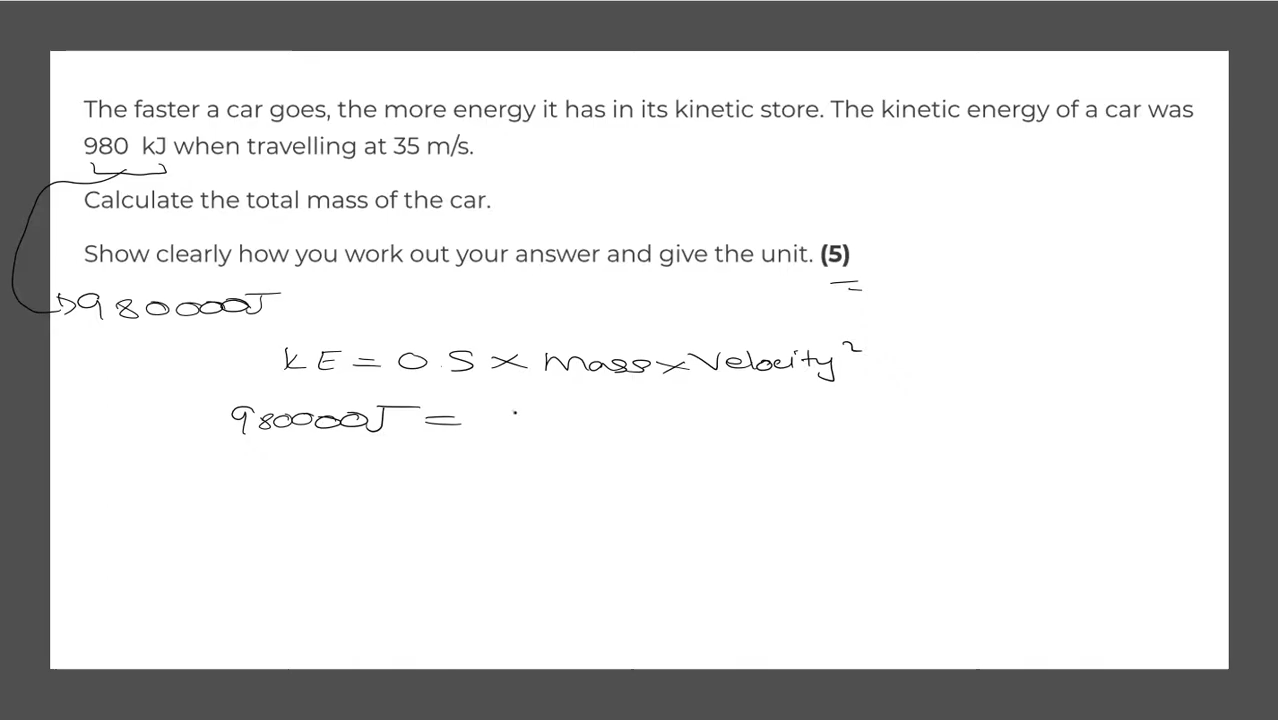 The faster a car goes, the more energy it has in its kinetic store. The kinetic energy of a car was
980 kJ when travelling at 35 m/s.
Calculate the total mass of the car.
Show clearly how you work out your answer and give the unit. (5)
980000J
KE = 0.5 × Mass × Velocity²
980000J =